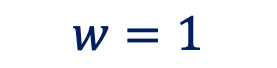 w = 1